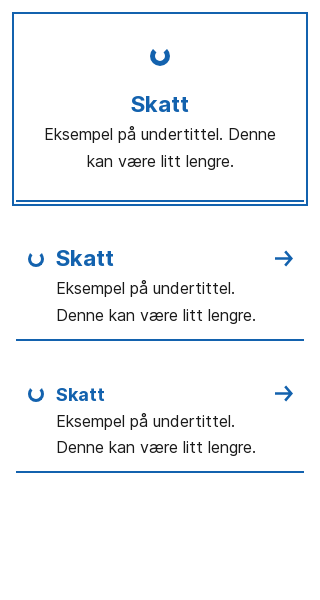 Skatt
Eksempel på undertittel. Denne
kan være litt lengre.
Skatt
Eksempel på undertittel.
Denne kan være litt lengre.
Skatt
Eksempel på undertittel.
Denne kan være litt lengre.